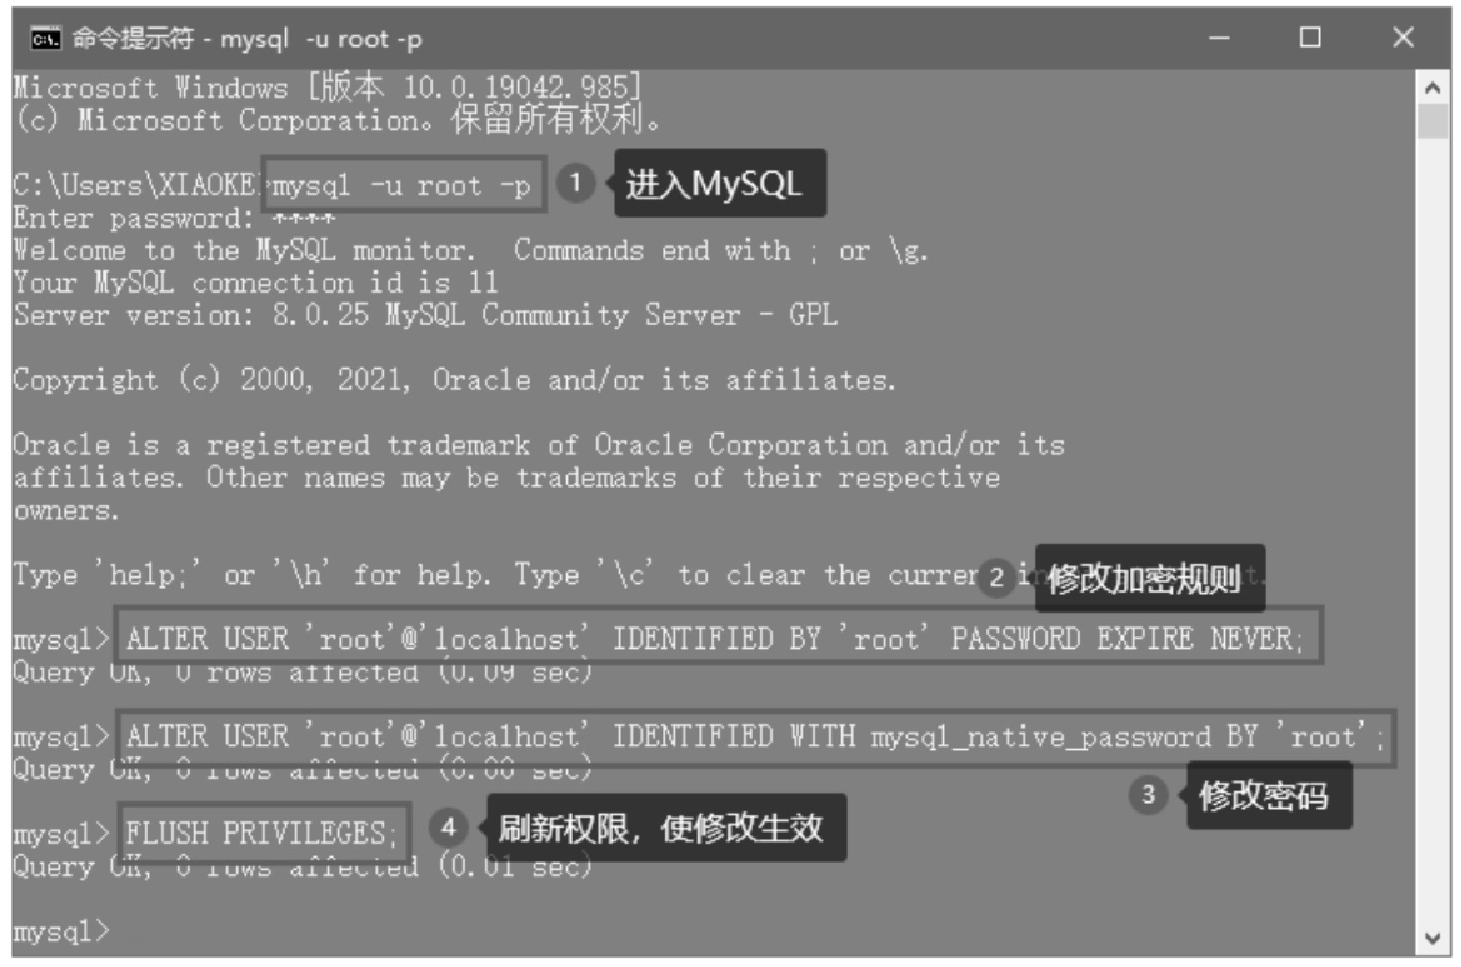 命令提示符 - mysql -u root -p
Microsoft Windows [版本 10.0.19042.985]
(c) Microsoft Corporation。保留所有权利。
C:\Users\XIAOKE>mysql -u root -p
1 进入MySQL
Enter password: ****
Welcome to the MySQL monitor.  Commands end with ; or \g.
Your MySQL connection id is 11
Server version: 8.0.25 MySQL Community Server - GPL
Copyright (c) 2000, 2021, Oracle and/or its affiliates.
Oracle is a registered trademark of Oracle Corporation and/or its
affiliates. Other names may be trademarks of their respective
owners.
Type 'help;' or '\h' for help. Type '\c' to clear the curren
2 修改加密规则
mysql> ALTER USER 'root'@'localhost' IDENTIFIED BY 'root' PASSWORD EXPIRE NEVER;
Query OK, 0 rows affected (0.09 sec)
mysql> ALTER USER 'root'@'localhost' IDENTIFIED WITH mysql_native_password BY 'root';
Query OK, 0 rows affected (0.00 sec)
3 修改密码
mysql> FLUSH PRIVILEGES;
4 刷新权限，使修改生效
Query OK, 0 rows affected (0.01 sec)
mysql>